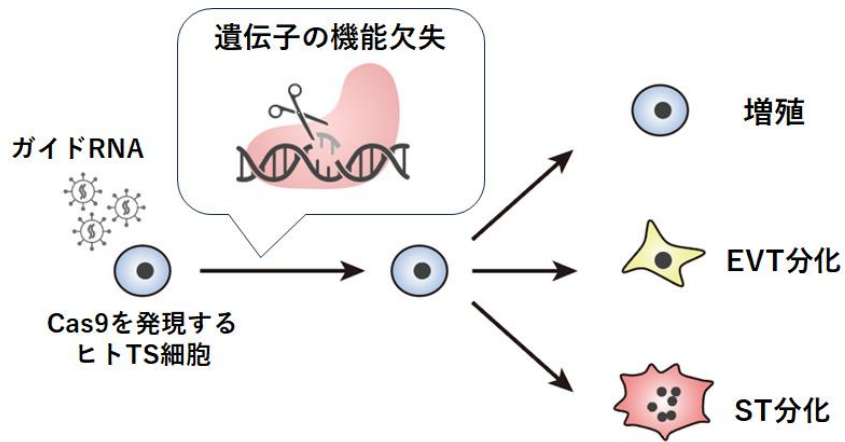 遺伝子の機能欠失
ガイドRNA
Cas9を発現する
ヒトTS細胞
増殖
EVT分化
ST分化